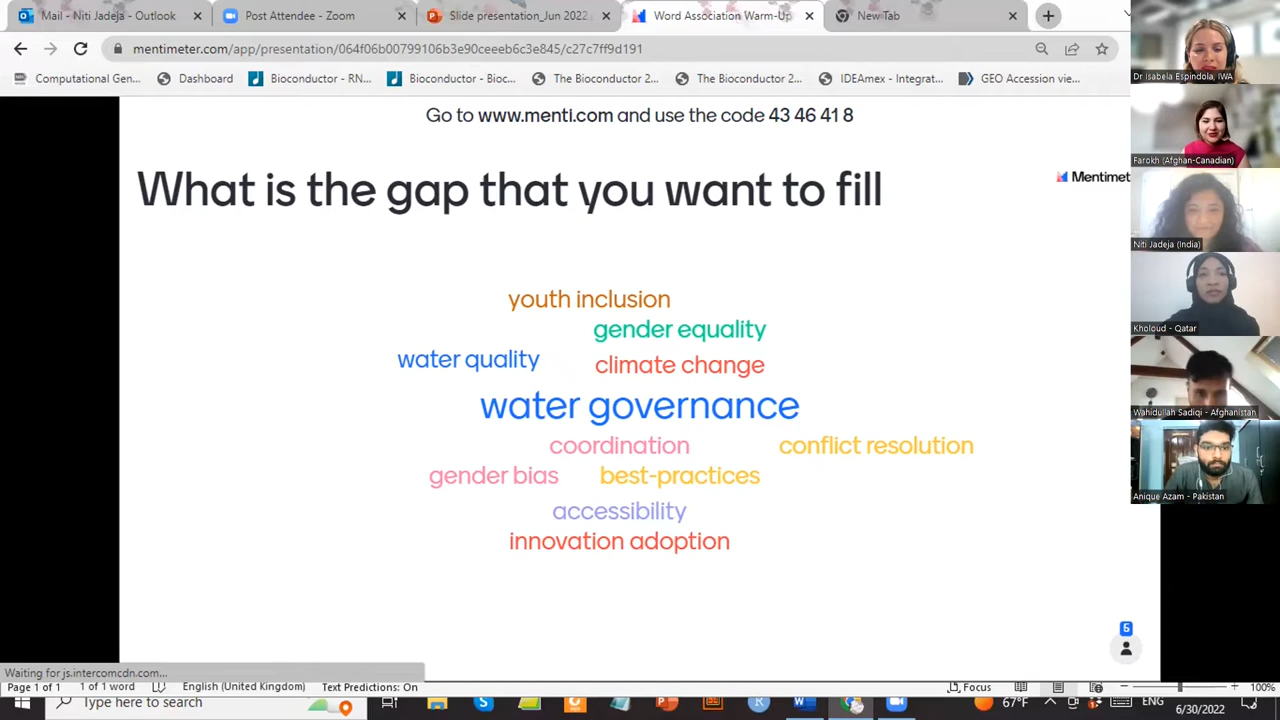 Mail - Niti Jadeja - Outlook
Post Attendee - Zoom
Slide presentation_Jun 2022
Word Association Warm-Up
New Tab
mentimeter.com/app/presentation/064f06b00799106b3e90ceeeb6c3e845/c27c7ff9d191
Computational Gen...
Dashboard
Bioconductor - RN...
Bioconductor - Bioc...
The Bioconductor 2...
The Bioconductor 2...
IDEAmex - Integrat...
GEO Accession vie...
Go to www.menti.com and use the code 43 46 41 8
What is the gap that you want to fill
Mentimet
youth inclusion
gender equality
water quality
climate change
water governance
coordination
conflict resolution
gender bias
best-practices
accessibility
innovation adoption
5
Dr Isabela Espindola, IWA
Farokh (Afghan-Canadian)
Niti Jadeja (India)
Kholoud - Qatar
Wahidullah Sadiqi - Afghanistan
Anique Azam - Pakistan
Waiting for js.intercomcdn.com...
Page 1 of 1
1 of 1 word
English (United Kingdom)
Text Predictions: On
Focus
100%
Type here to search
67°F
ENG
6/30/2022